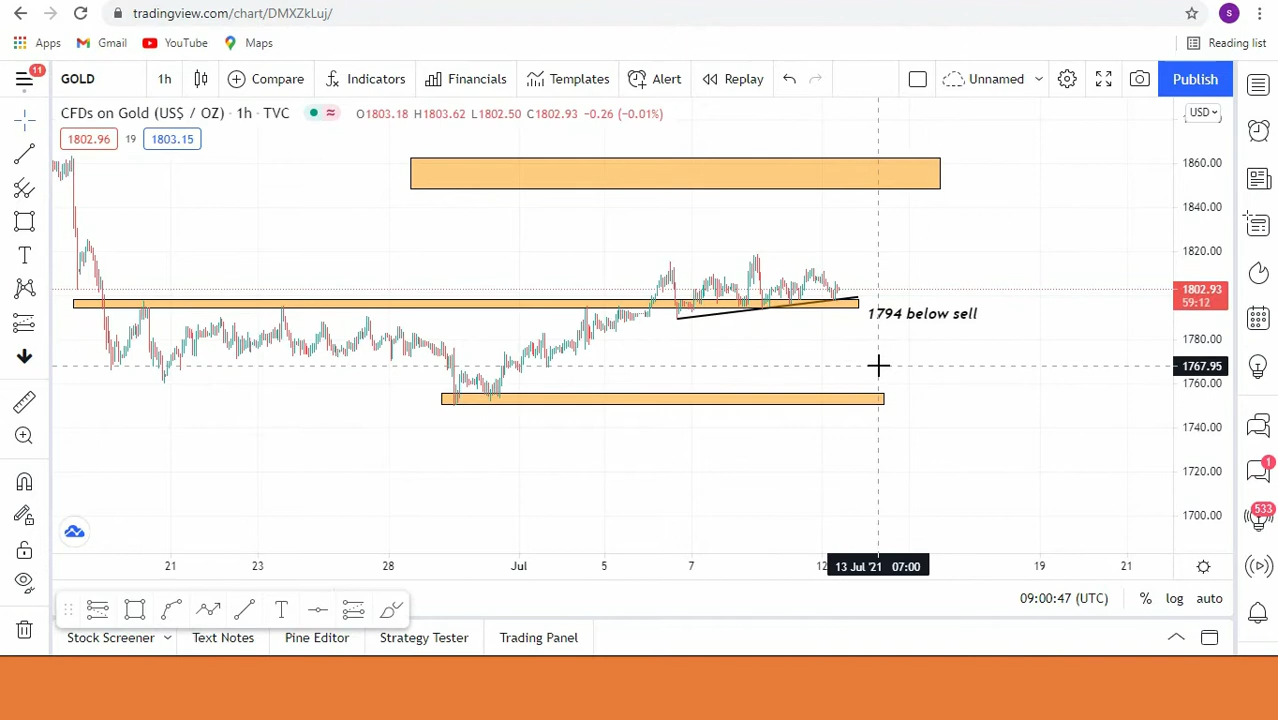 tradingview.com/chart/DMXZkLuj/
s
Apps Gmail YouTube Maps Reading list
11
GOLD 1h Compare Indicators Financials Templates Alert Replay Unnamed Publish
CFDs on Gold (US$ / OZ) · 1h · TVC O1803.18 H1803.62 L1802.50 C1802.93 -0.26 (-0.01%)
USD
1802.96 19 1803.15
1860.00
1840.00
1820.00
1802.93
59:12
1794 below sell
1780.00
1767.95
1760.00
1740.00
1720.00
1700.00
1
533
21 23 28 Jul 5 7 12 13 Jul '21 07:00 19 21
09:00:47 (UTC) % log auto
Stock Screener Text Notes Pine Editor Strategy Tester Trading Panel